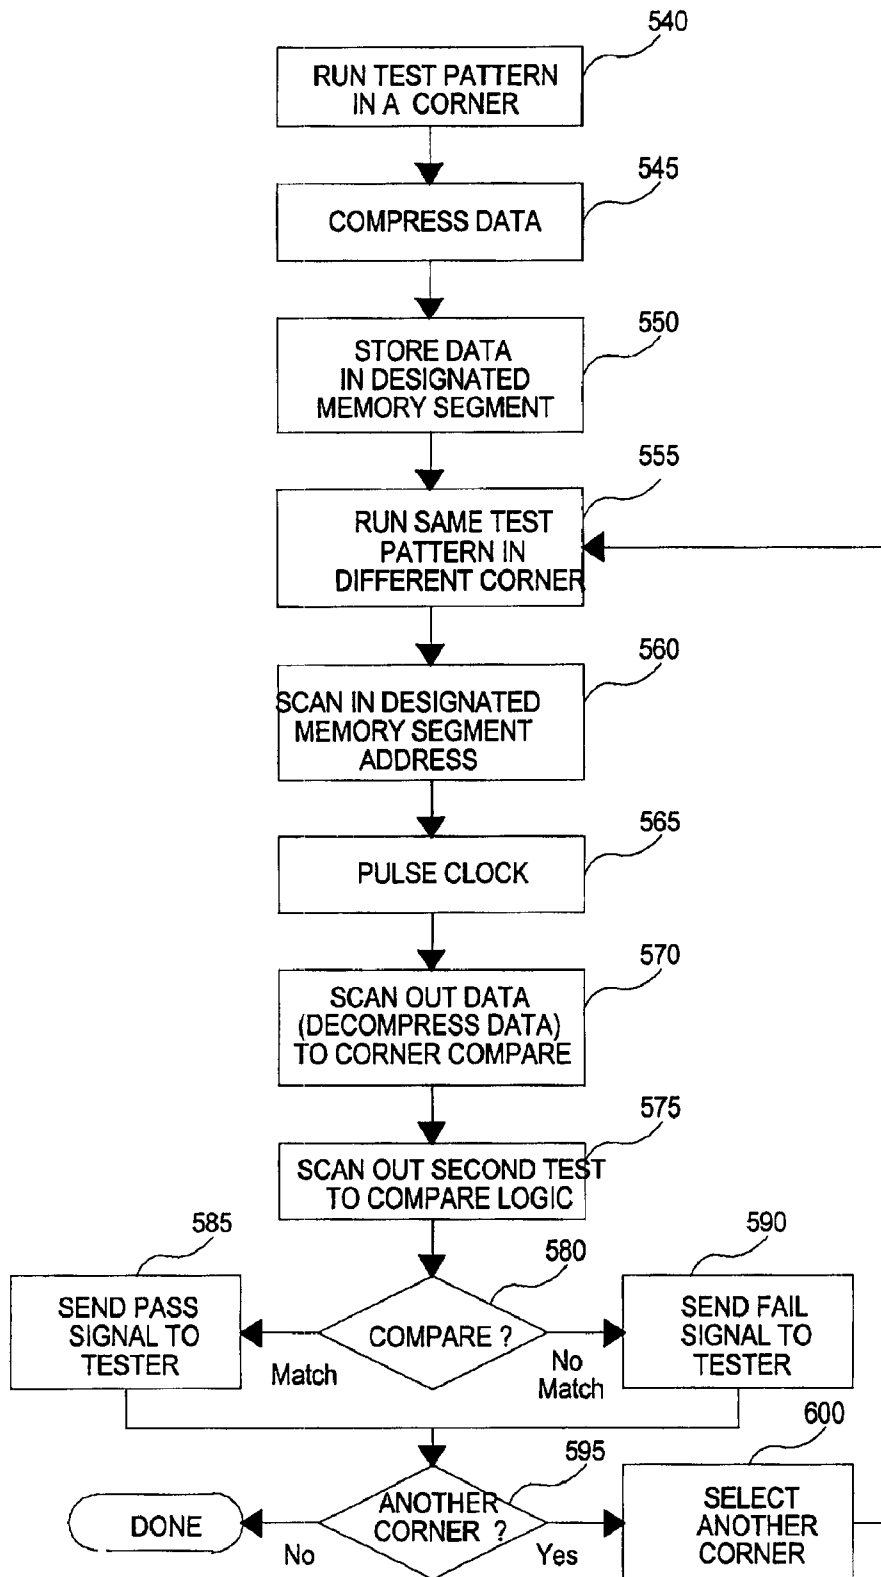 540
RUN TEST PATTERN
IN A CORNER
545
COMPRESS DATA
550
STORE DATA
IN DESIGNATED
MEMORY SEGMENT
555
RUN SAME TEST
PATTERN IN
DIFFERENT CORNER
560
SCAN IN DESIGNATED
MEMORY SEGMENT
ADDRESS
565
PULSE CLOCK
570
SCAN OUT DATA
(DECOMPRESS DATA)
TO CORNER COMPARE
575
SCAN OUT SECOND TEST
TO COMPARE LOGIC
585
SEND PASS
SIGNAL TO
TESTER
580
COMPARE ?
Match
No
Match
590
SEND FAIL
SIGNAL TO
TESTER
595
ANOTHER
CORNER ?
No
Yes
DONE
600
SELECT
ANOTHER
CORNER